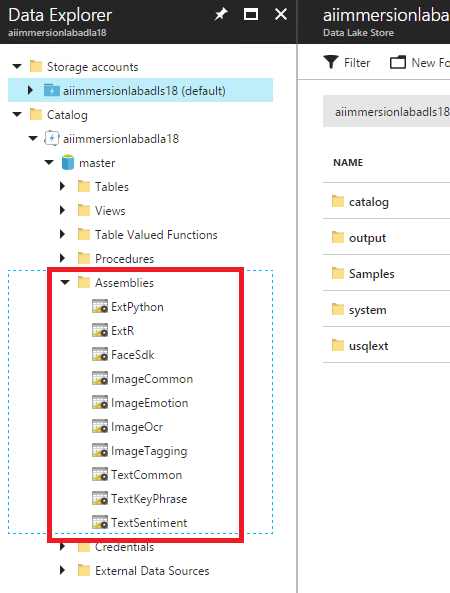 Data Explorer
aiimmersionlabadla18
Storage accounts
aiimmersionlabadls18 (default)
Catalog
aiimmersionlabadla18
master
Tables
Views
Table Valued Functions
Procedures
Assemblies
ExtPython
ExtR
FaceSdk
ImageCommon
ImageEmotion
ImageOcr
ImageTagging
TextCommon
TextKeyPhrase
TextSentiment
Credentials
External Data Sources
aiimmersionlaba
Data Lake Store
Filter
New Fo
aiimmersionlabadls18
NAME
catalog
output
Samples
system
usqlext